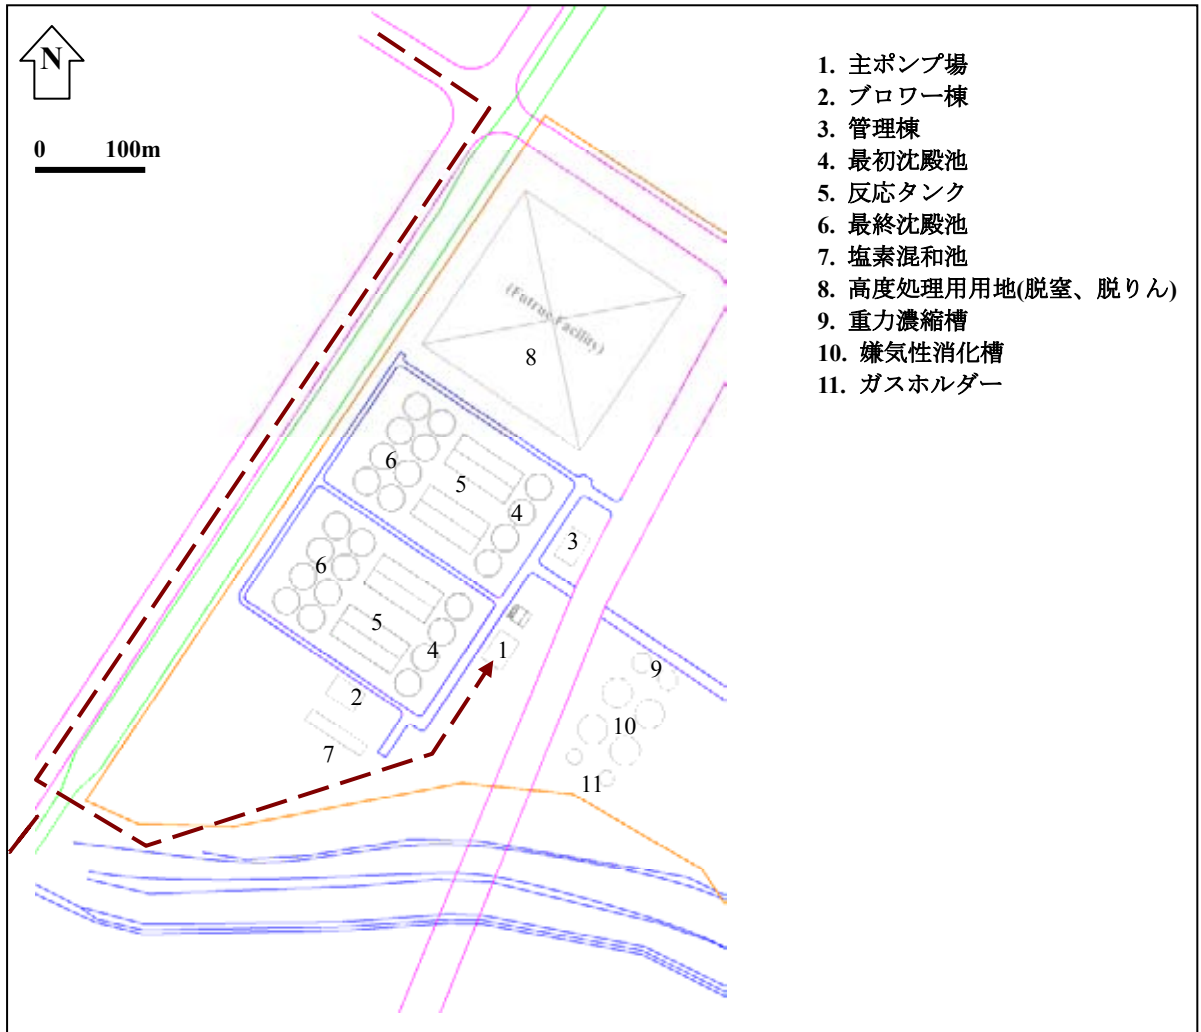 N
0 100m
1. 主ポンプ場
2. ブロワー棟
3. 管理棟
4. 最初沈殿池
5. 反応タンク
6. 最終沈殿池
7. 塩素混和池
8. 高度処理用用地(脱窒、脱りん)
9. 重力濃縮槽
10. 嫌気性消化槽
11. ガスホルダー
(Futrue Facility)
8
6
5
4
3
6
5
4
1
2
7
9
10
11